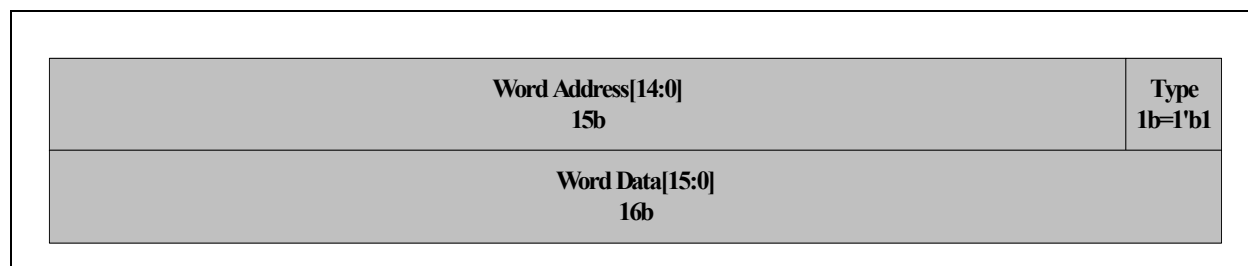 Word Address[14:0]
15b
Type
1b=1'b1
Word Data[15:0]
16b